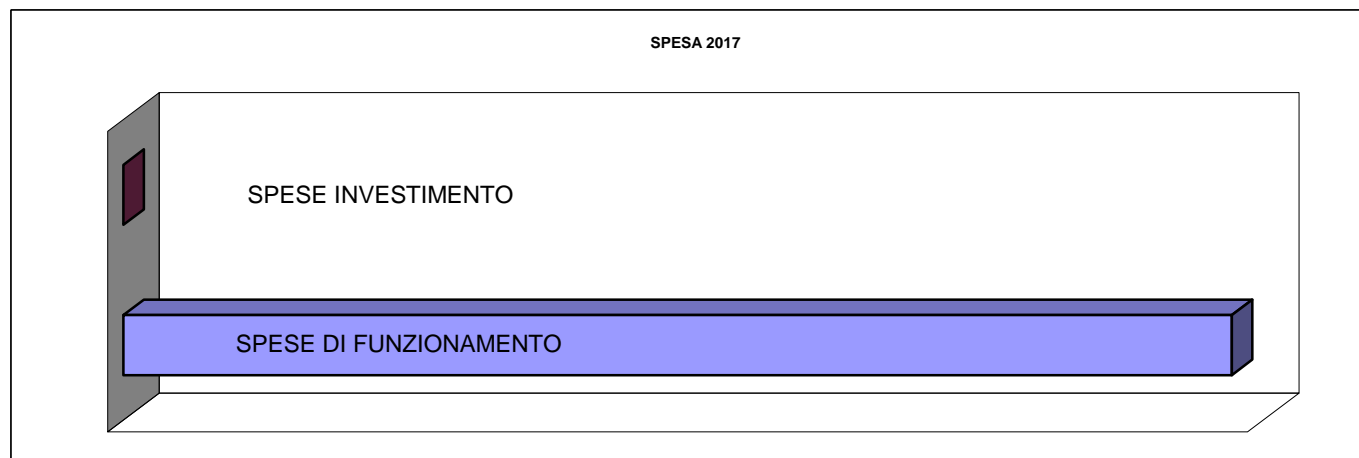 SPESA 2017
SPESE INVESTIMENTO
SPESE DI FUNZIONAMENTO